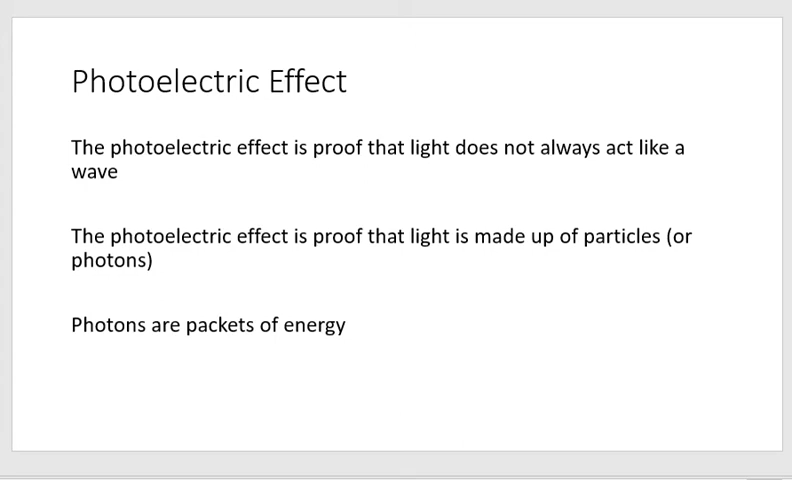 Photoelectric Effect
The photoelectric effect is proof that light does not always act like a
wave
The photoelectric effect is proof that light is made up of particles (or
photons)
Photons are packets of energy